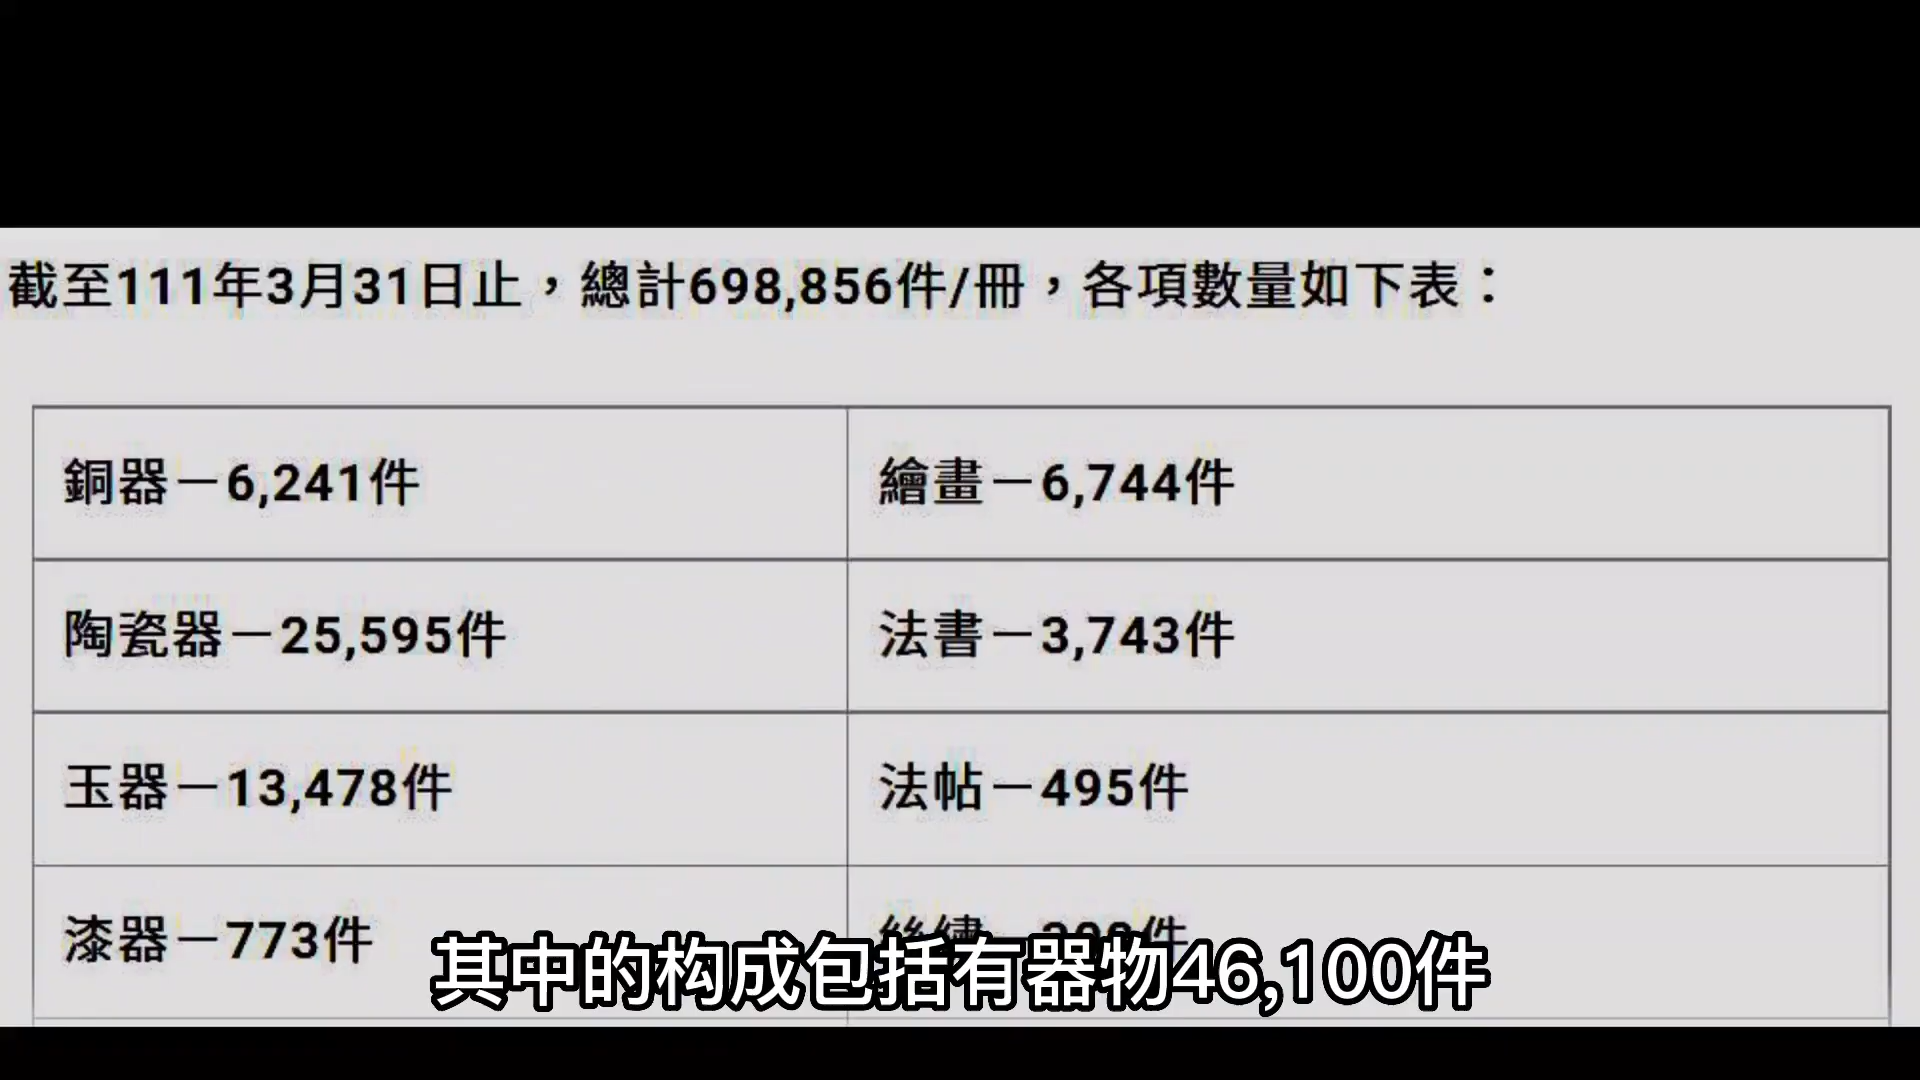 截至111年3月31日止，總計698,856件/冊，各項數量如下表：
銅器－6,241件
繪畫－6,744件
陶瓷器－25,595件
法書－3,743件
玉器－13,478件
法帖－495件
漆器－773件
其中的构成包括有器物46,100件